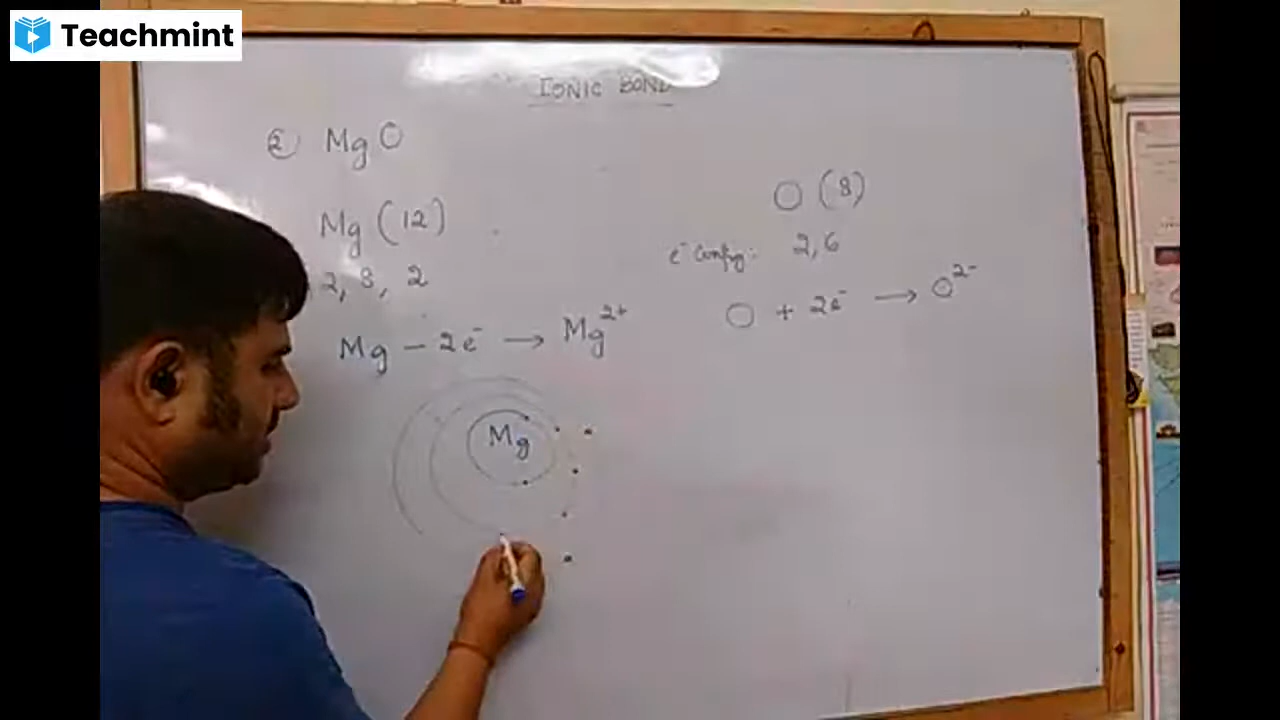 Teachmint
IONIC BOND
② MgO
Mg (12)
2, 8, 2
Mg – 2e⁻ → Mg²⁺
Mg
O (8)
e⁻ Config: 2,6
O + 2e⁻ → O²⁻